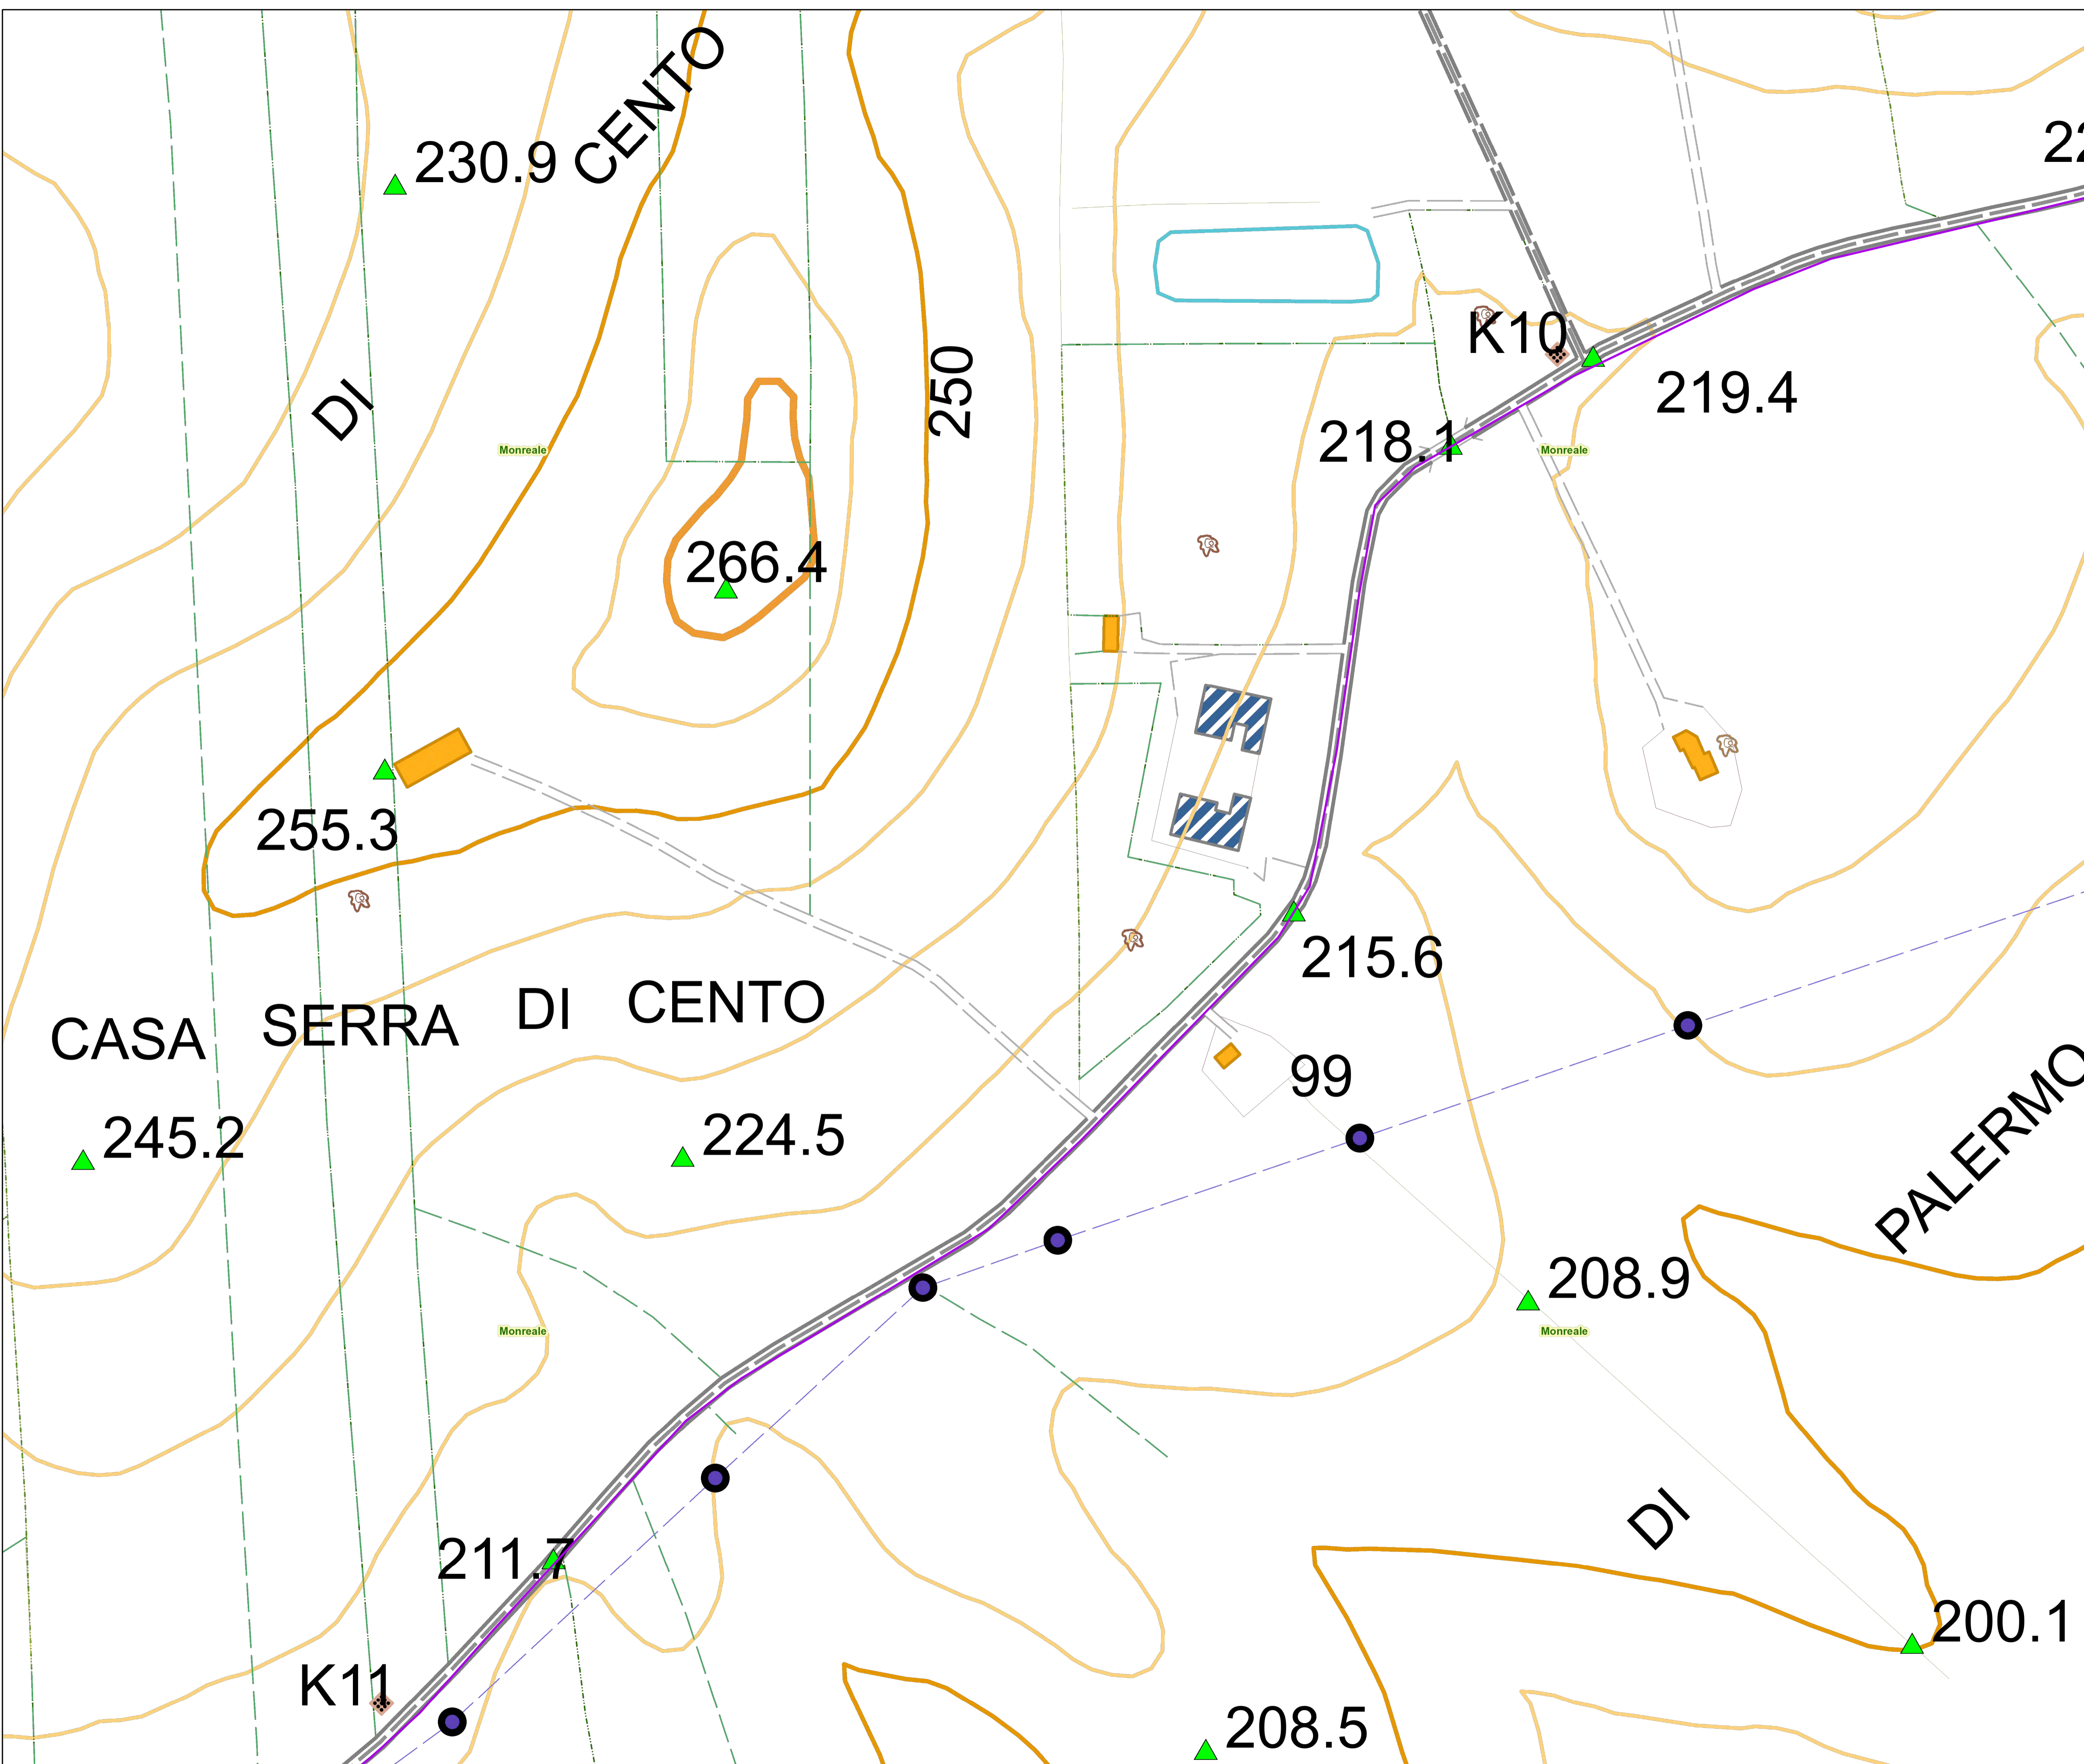 CENTO
22
230.9
DI
250
K10
219.4
218.1
Monreale
Monreale
266.4
255.3
215.6
CASA SERRA DI CENTO
99
PALERMO
245.2
224.5
208.9
Monreale
Monreale
DI
211.7
200.1
K11
208.5